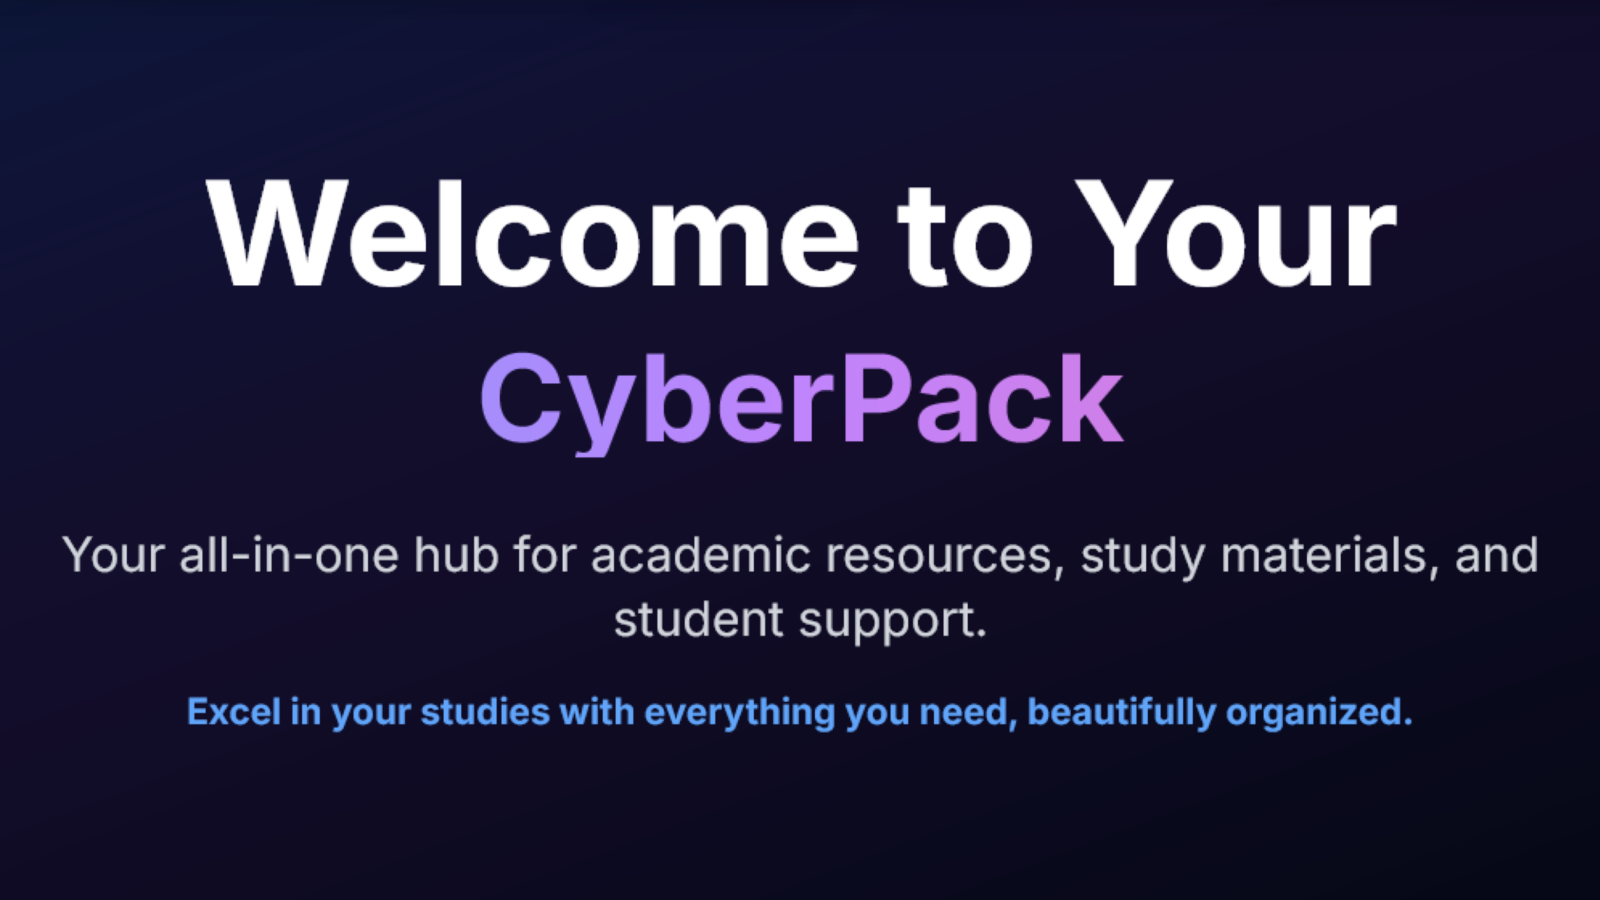 Welcome to Your
CyberPack
Your all-in-one hub for academic resources, study materials, and
student support.
Excel in your studies with everything you need, beautifully organized.